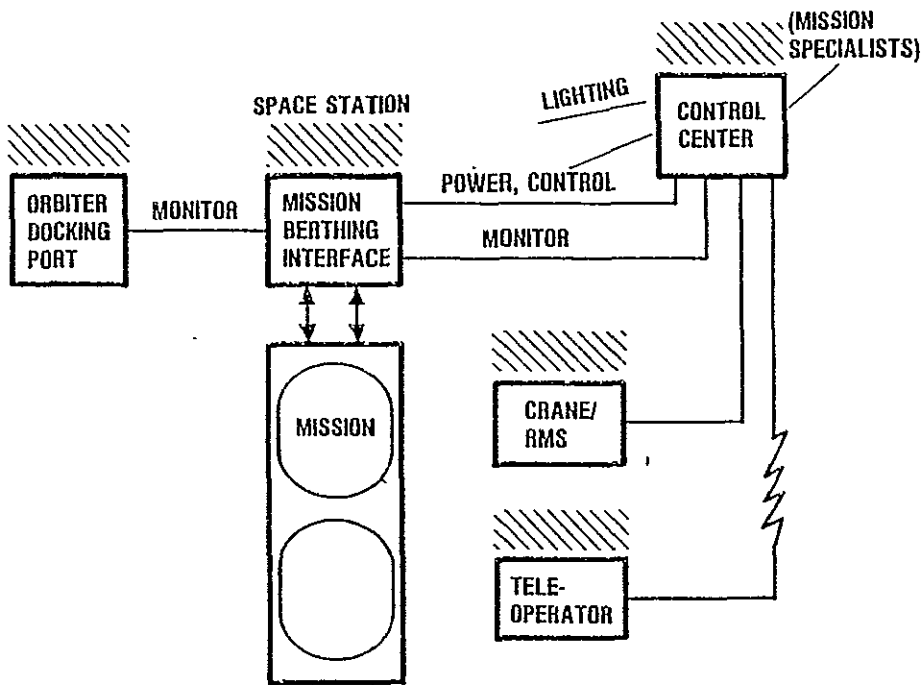 (MISSION
SPECIALISTS)
LIGHTING
SPACE STATION
CONTROL
CENTER
POWER, CONTROL
ORBITER
DOCKING
PORT
MONITOR
MISSION
BERTHING
INTERFACE
MONITOR
CRANE/
RMS
MISSION
TELE-
OPERATOR